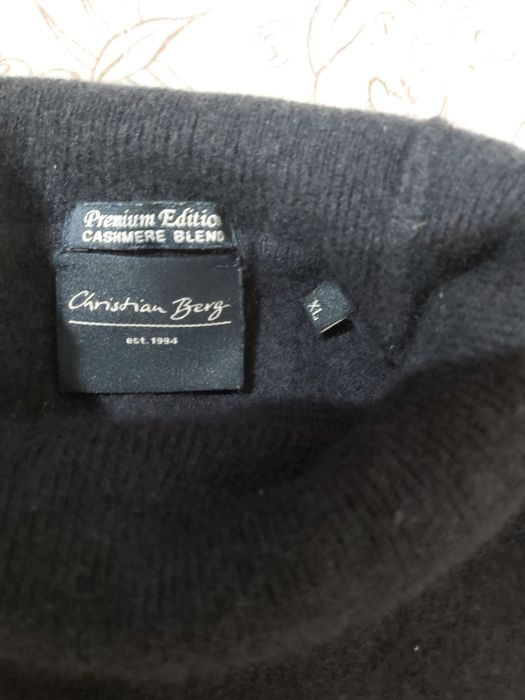 Premium Edition
CASHMERE BLEND
Christian Berg
est. 1994
XL